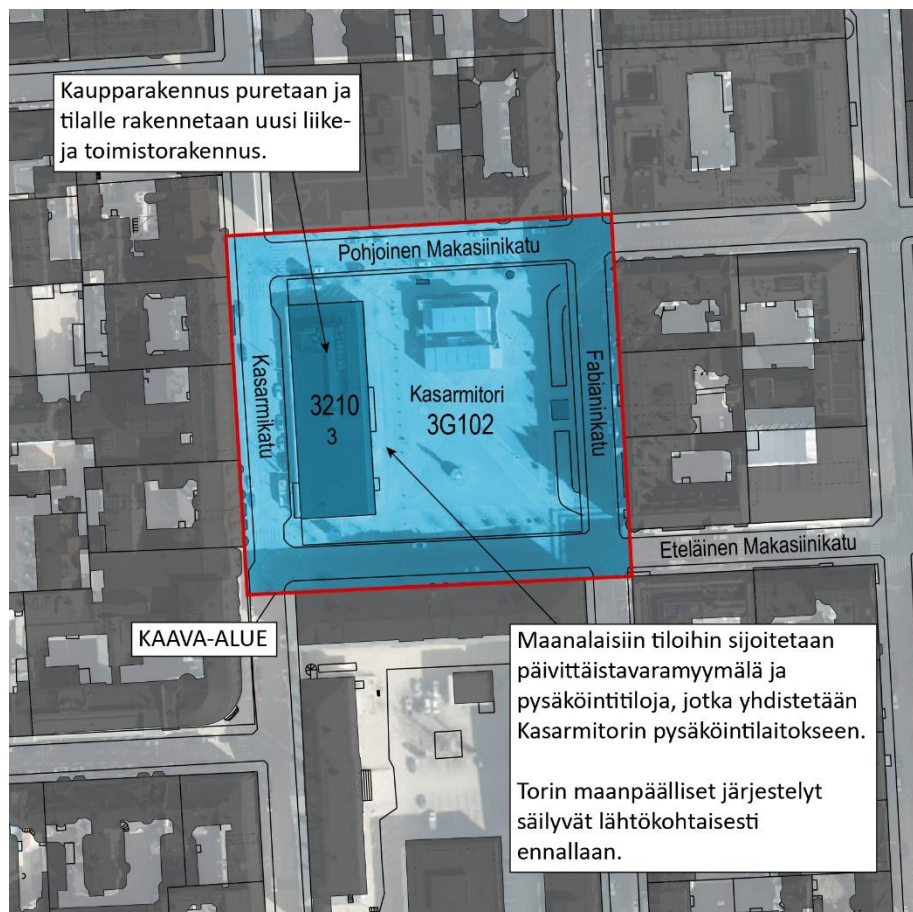 Kaupparakennus puretaan ja
tilalle rakennetaan uusi liike-
ja toimistorakennus.
Pohjoinen Makasiinikatu
Kasarmikatu
3210
3
Kasarmitori
3G102
Fabianinkatu
Eteläinen Makasiinikatu
KAAVA-ALUE
Maanalaisiin tiloihin sijoitetaan
päivittäistavaramyymälä ja
pysäköintitiloja, jotka yhdistetään
Kasarmitorin pysäköintilaitokseen.
Torin maanpäälliset järjestelyt
säilyvät lähtökohtaisesti
ennallaan.